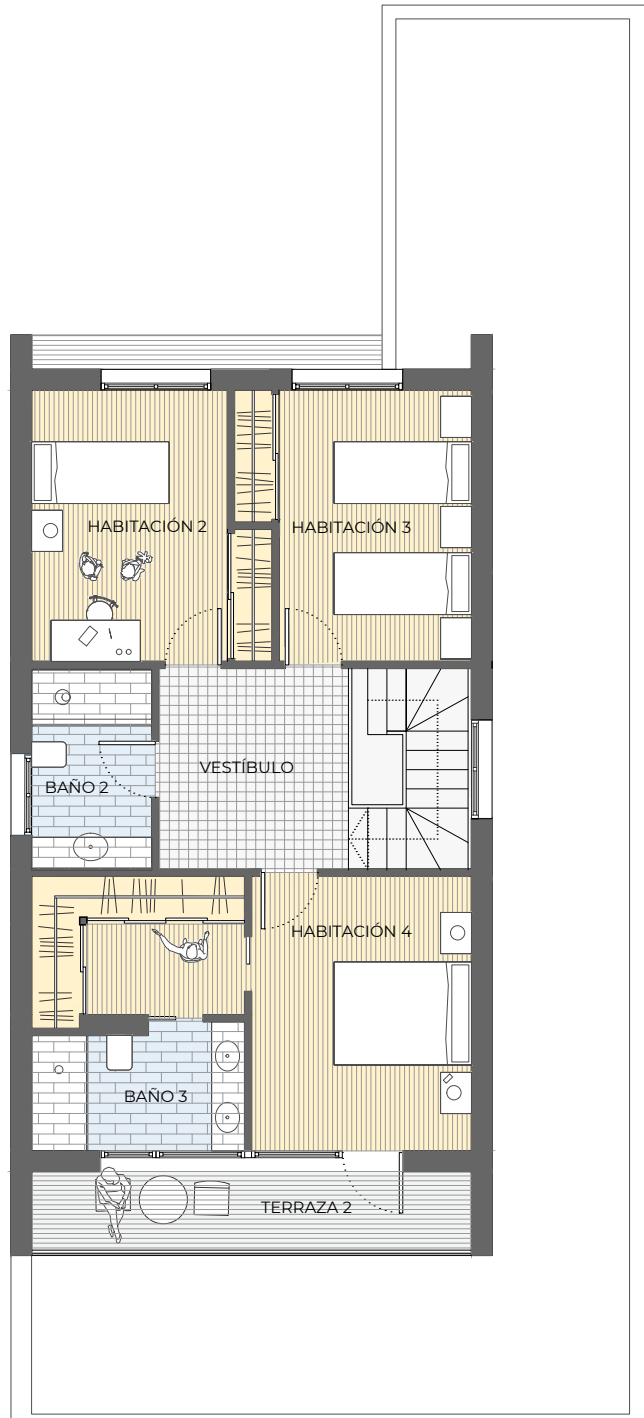 HABITACIÓN 2
HABITACIÓN 3
VESTÍBULO
BAÑO 2
HABITACIÓN 4
BAÑO 3
TERRAZA 2